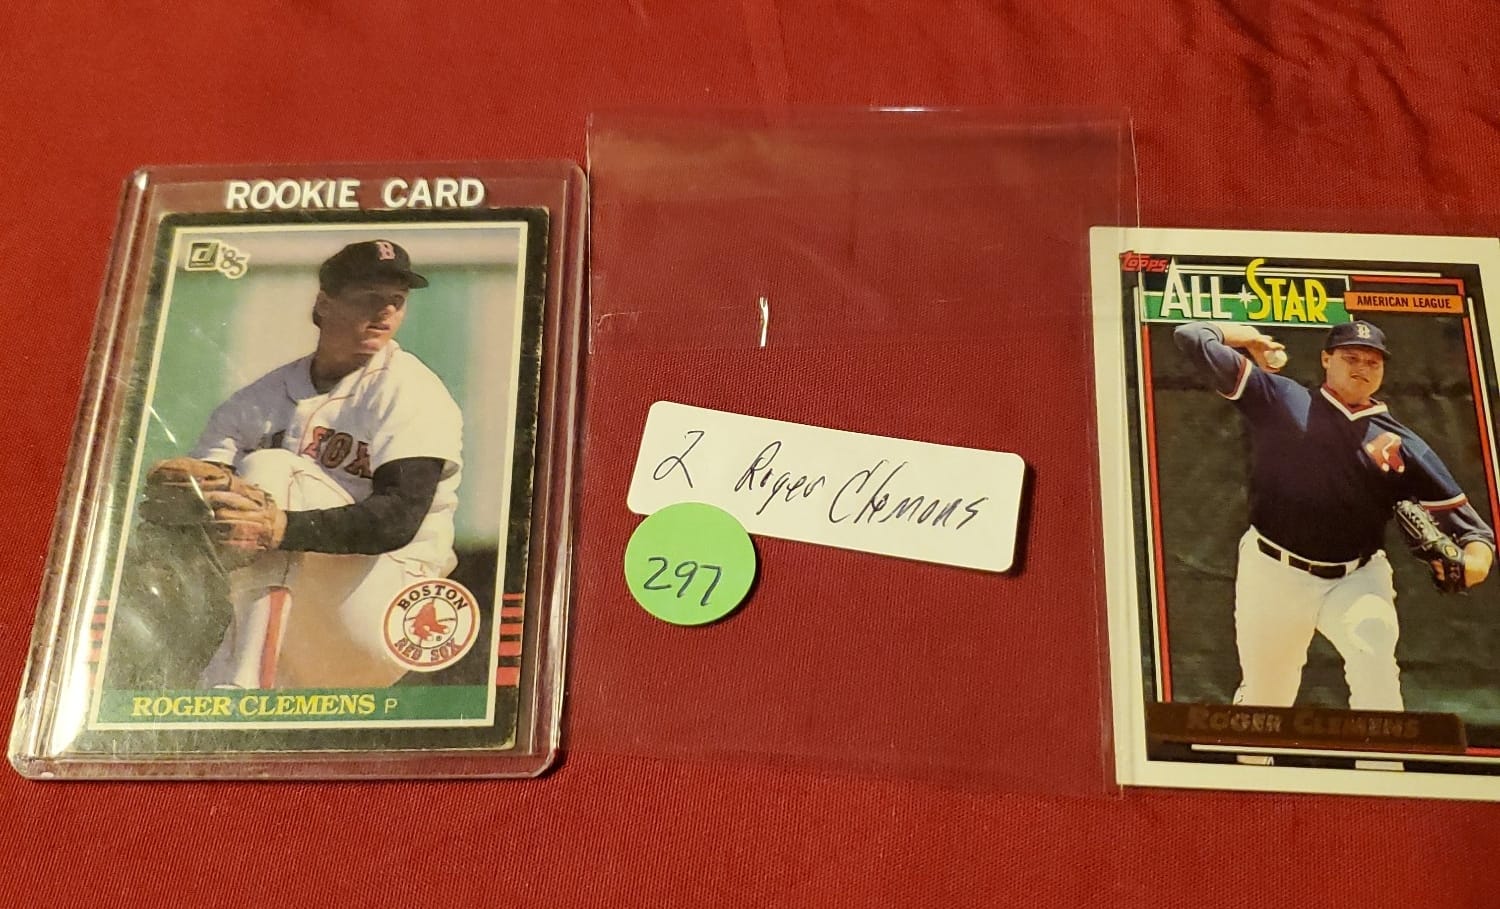 ROOKIE CARD
d '85
B
SOX
BOSTON
RED SOX
ROGER CLEMENS P
2 Roger Clemons
297
Topps
ALL STAR
AMERICAN LEAGUE
B
ROGER CLEMENS